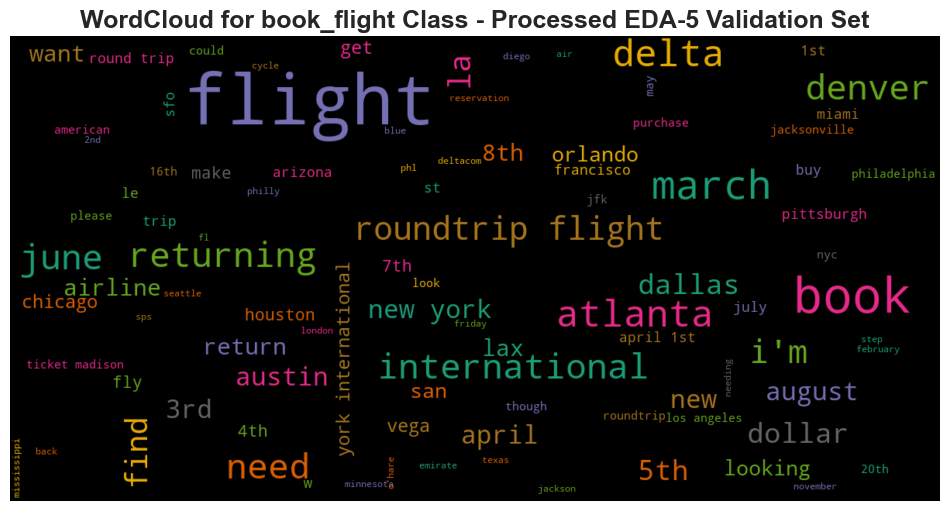 WordCloud for book_flight Class - Processed EDA-5 Validation Set
want
round trip
could
cycle
get
la
diego
air
delta
1st
flight
sfo
reservation
may
denver
miami
american
2nd
blue
purchase
jacksonville
16th
make
arizona
phl
deltacom
8th
orlando
francisco
buy
philadelphia
le
philly
st
jfk
march
please
trip
fl
roundtrip flight
pittsburgh
june
returning
7th
nyc
airline
seattle
look
dallas
book
chicago
sps
houston
london
york international
new york
friday
atlanta
july
return
lax
april 1st
i'm
step
february
ticket madison
fly
austin
international
needing
3rd
san
though
new
august
4th
vega
april
roundtrip
los angeles
dollar
find
need
back
mississippi
w
minnesota
o'hare
emirate
texas
jackson
5th
looking
20th
november